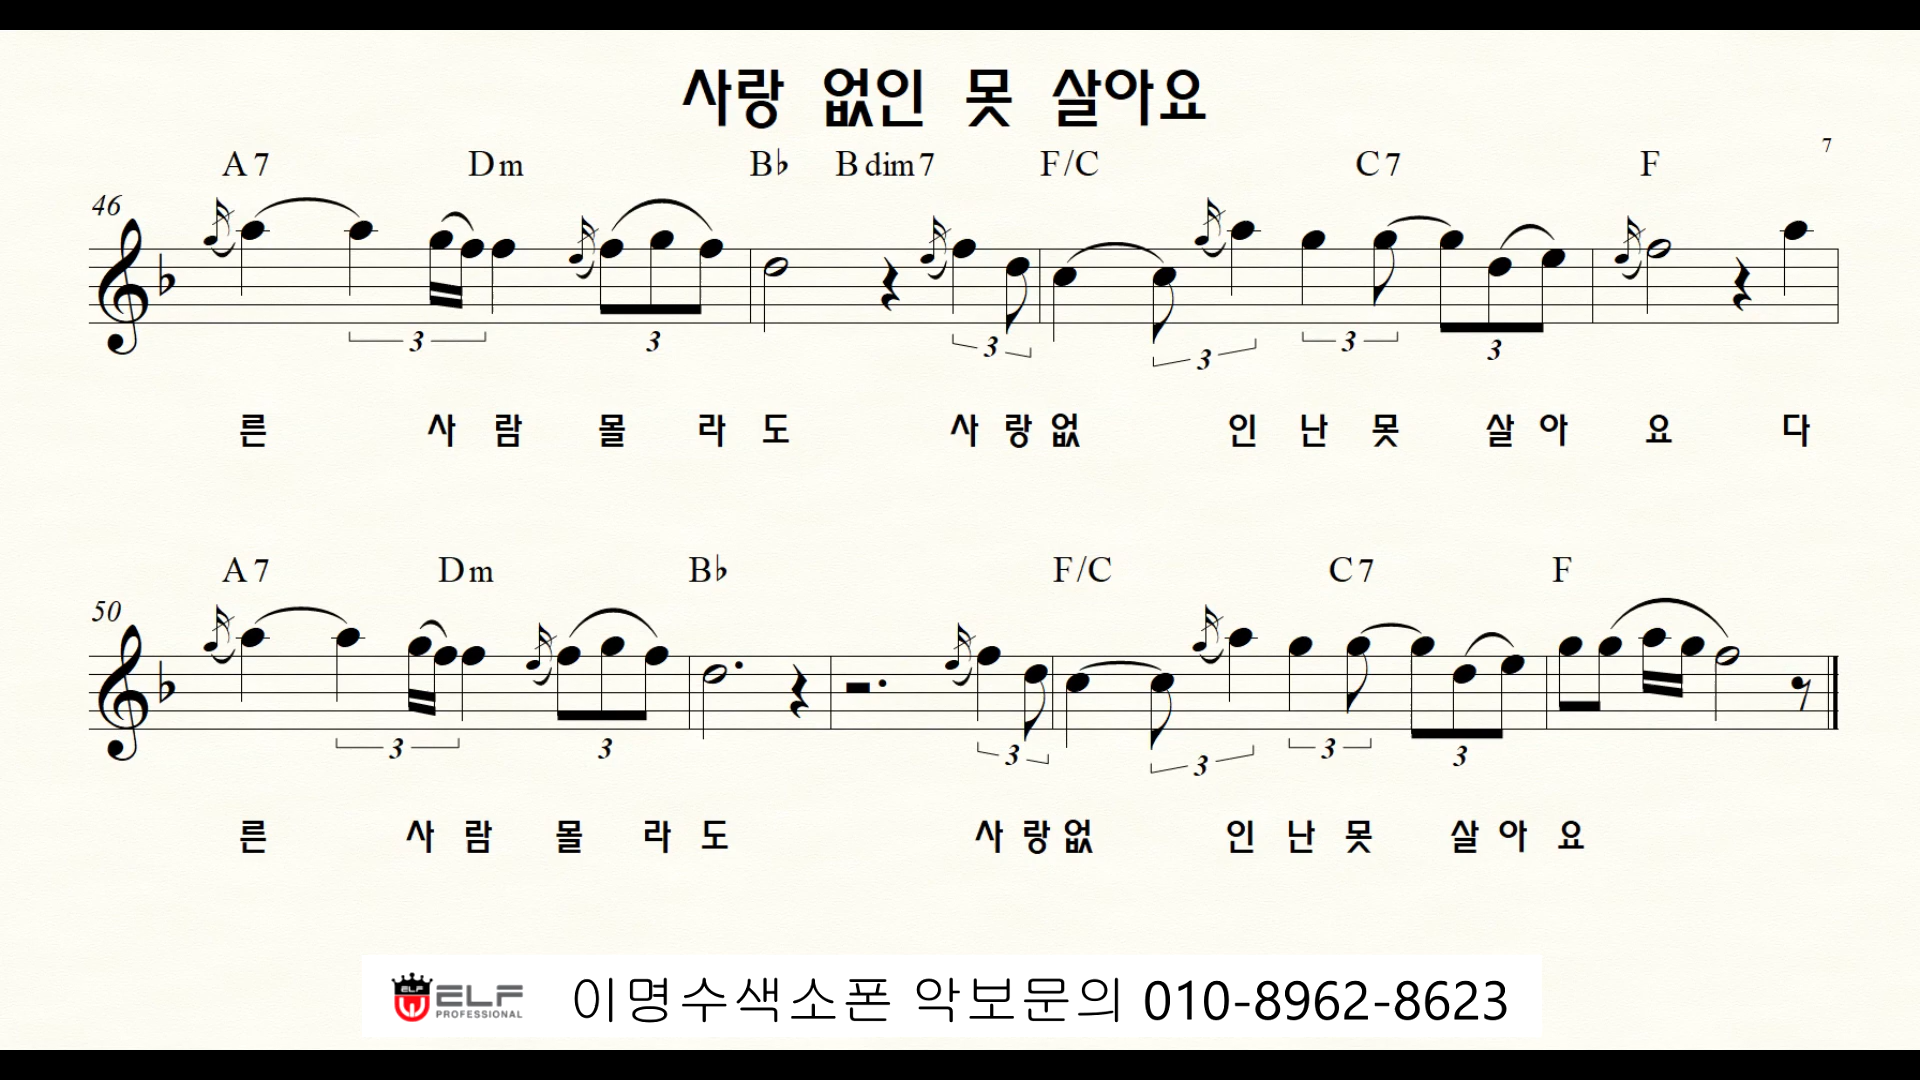 사랑 없인 못 살아요
7
A7 Dm B♭ Bdim7 F/C C7 F
46
3 3 3 3 3 3
른 사 람 몰 라 도 사 랑 없 인 난 못 살 아 요 다
A7 Dm B♭ F/C C7 F
50
3 3 3 3 3 3
른 사 람 몰 라 도 사 랑 없 인 난 못 살 아 요
ELF
ELF
PROFESSIONAL
이명수색소폰 악보문의 010-8962-8623